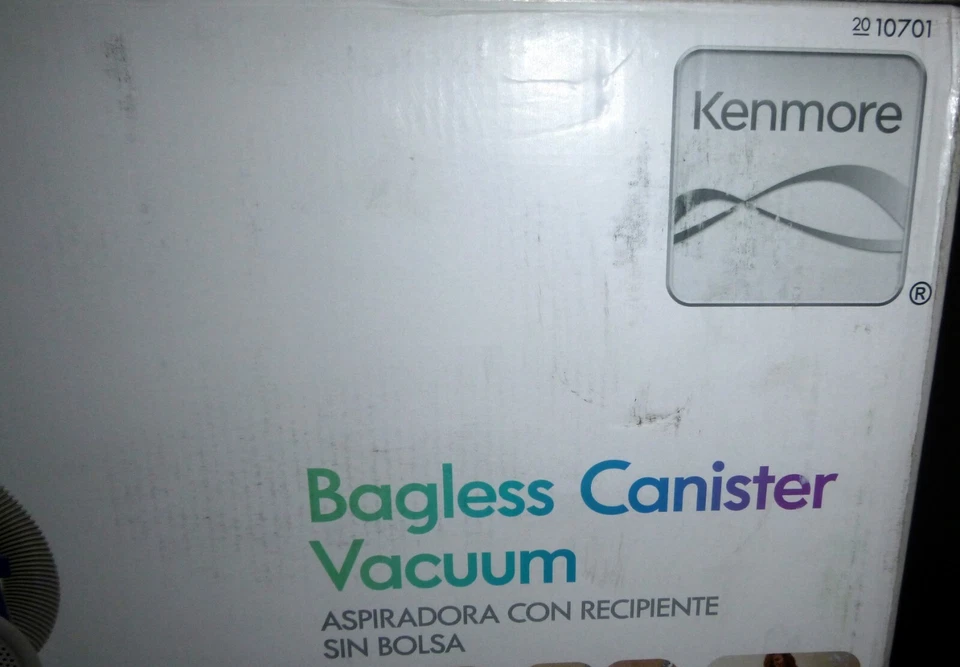 20 10701
Kenmore
®
Bagless Canister
Vacuum
ASPIRADORA CON RECIPIENTE
SIN BOLSA